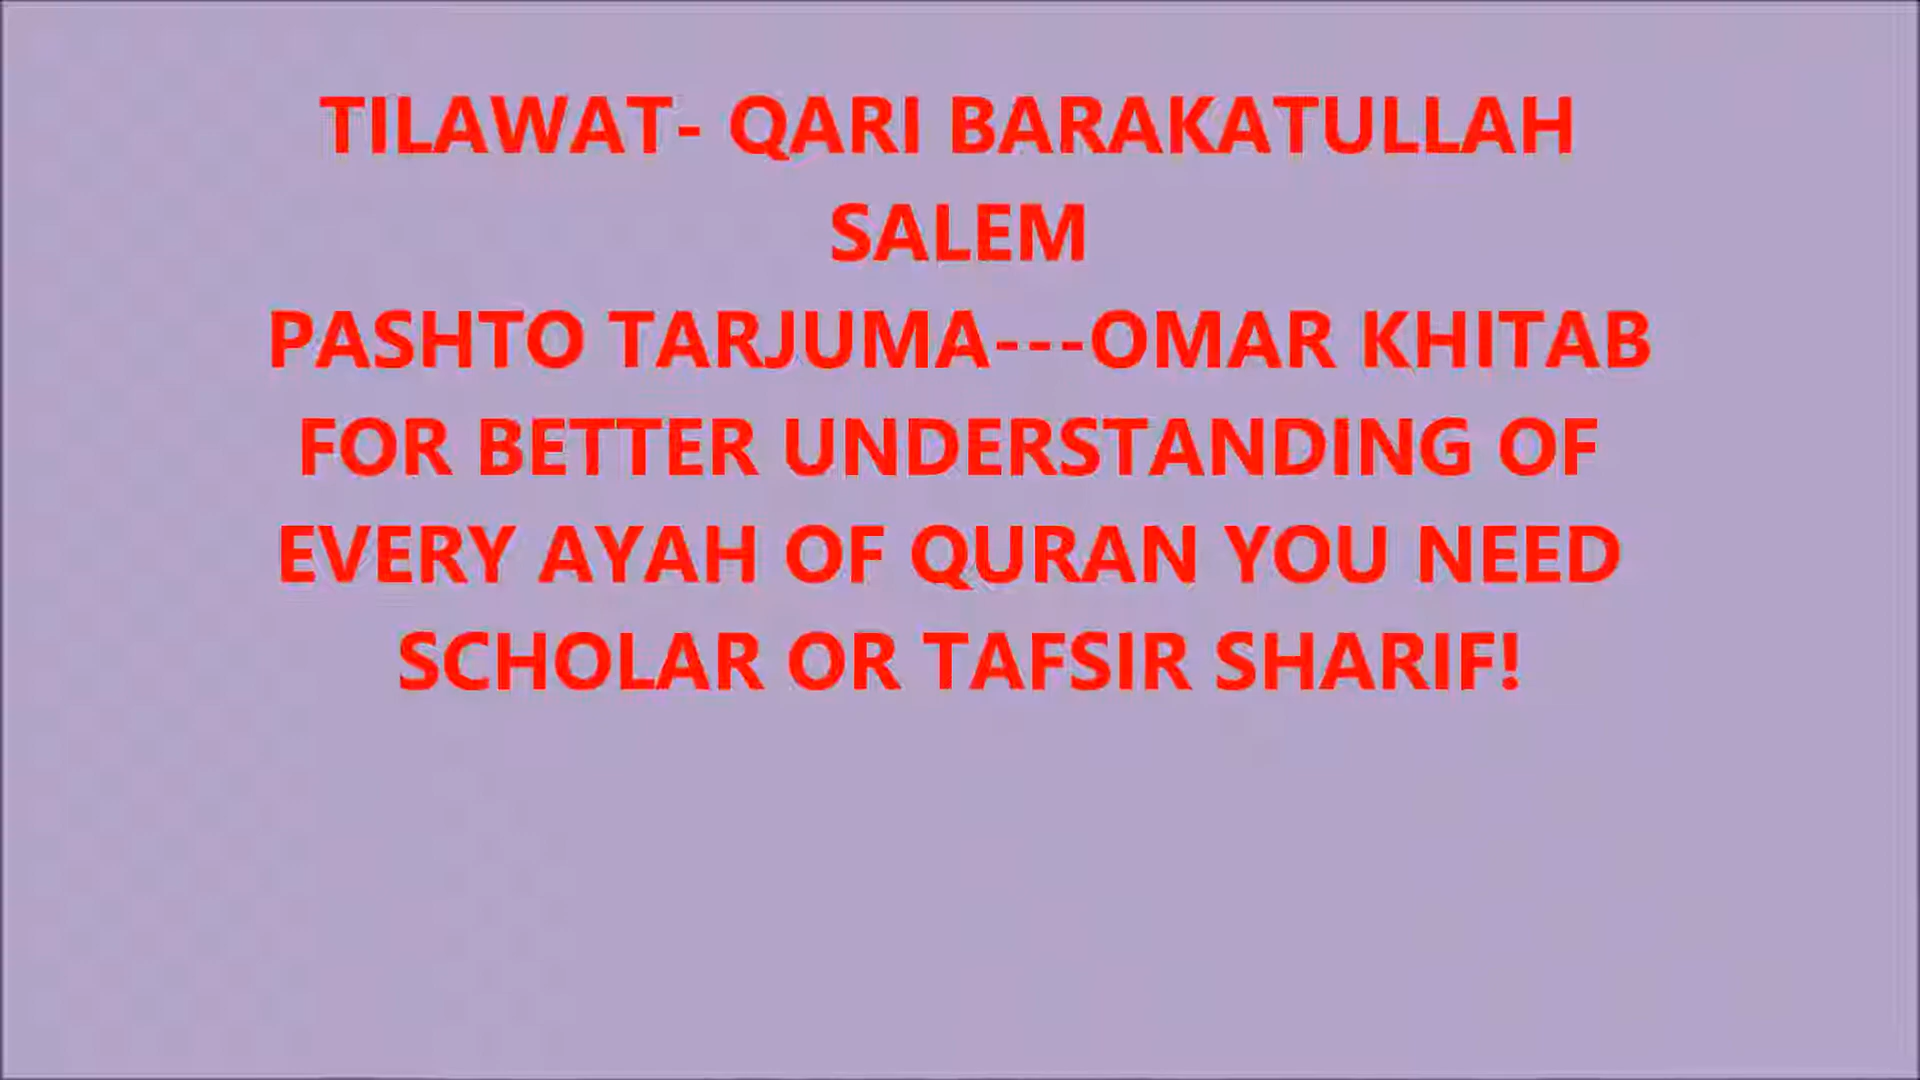 TILAWAT- QARI BARAKATULLAH
SALEM
PASHTO TARJUMA---OMAR KHITAB
FOR BETTER UNDERSTANDING OF
EVERY AYAH OF QURAN YOU NEED
SCHOLAR OR TAFSIR SHARIF!